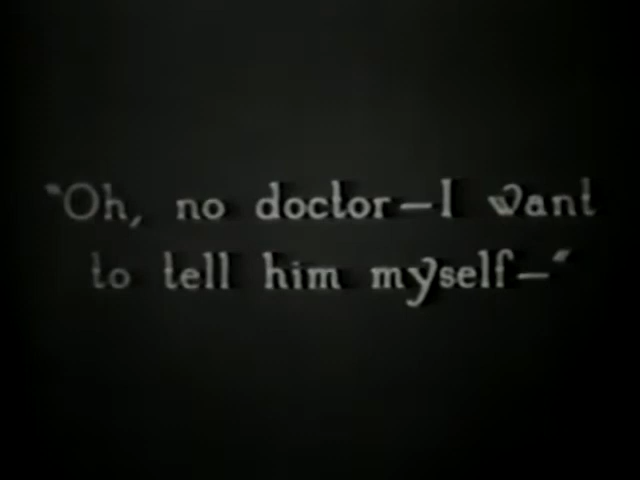 "Oh, no doctor—I want
to tell him myself—"